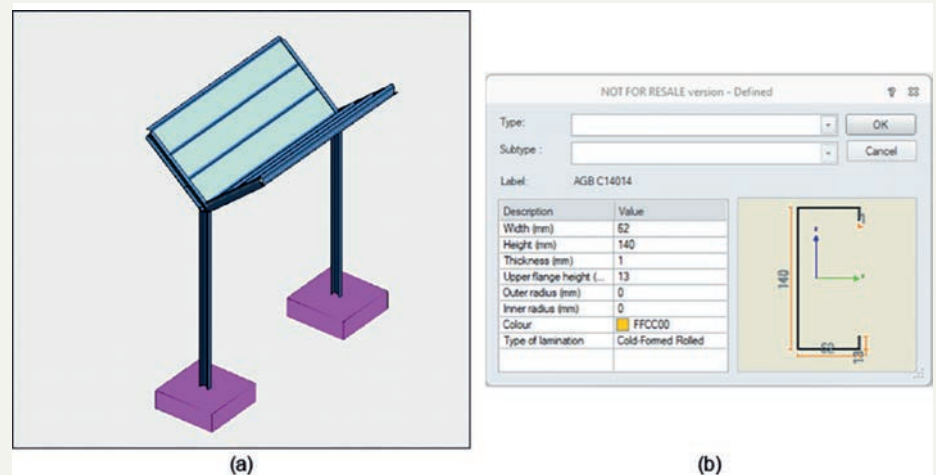 NOT FOR RESALE version - Defined
Type:
OK
Subtype :
Cancel
Label: AGB C14014
Description Value
Width (mm) 62
Height (mm) 140
Thickness (mm) 1
Upper flange height (... 13
Outer radius (mm) 0
Inner radius (mm) 0
Colour FFCC00
Type of lamination Cold-Formed Rolled
140
13
(a) (b)